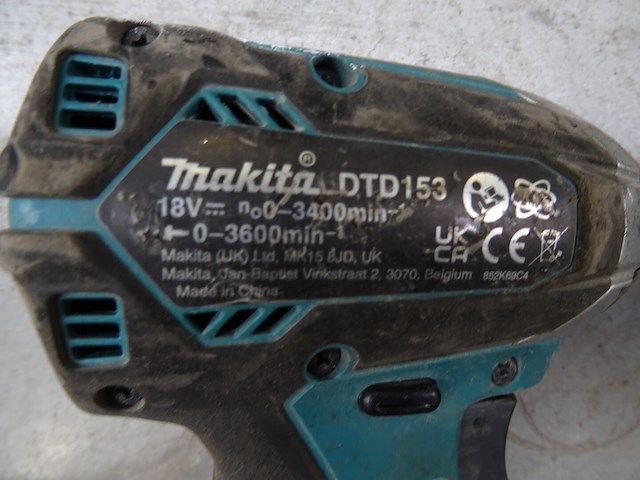 makita® DTD153
18V⎓ n₀0-3400min⁻¹
0-3600min⁻¹
UK CA CE
Makita (UK) Ltd, MK15 8JD, UK
Makita, Jan-Baptist Vinkstraat 2, 3070, Belgium 852K69C4
Made in China